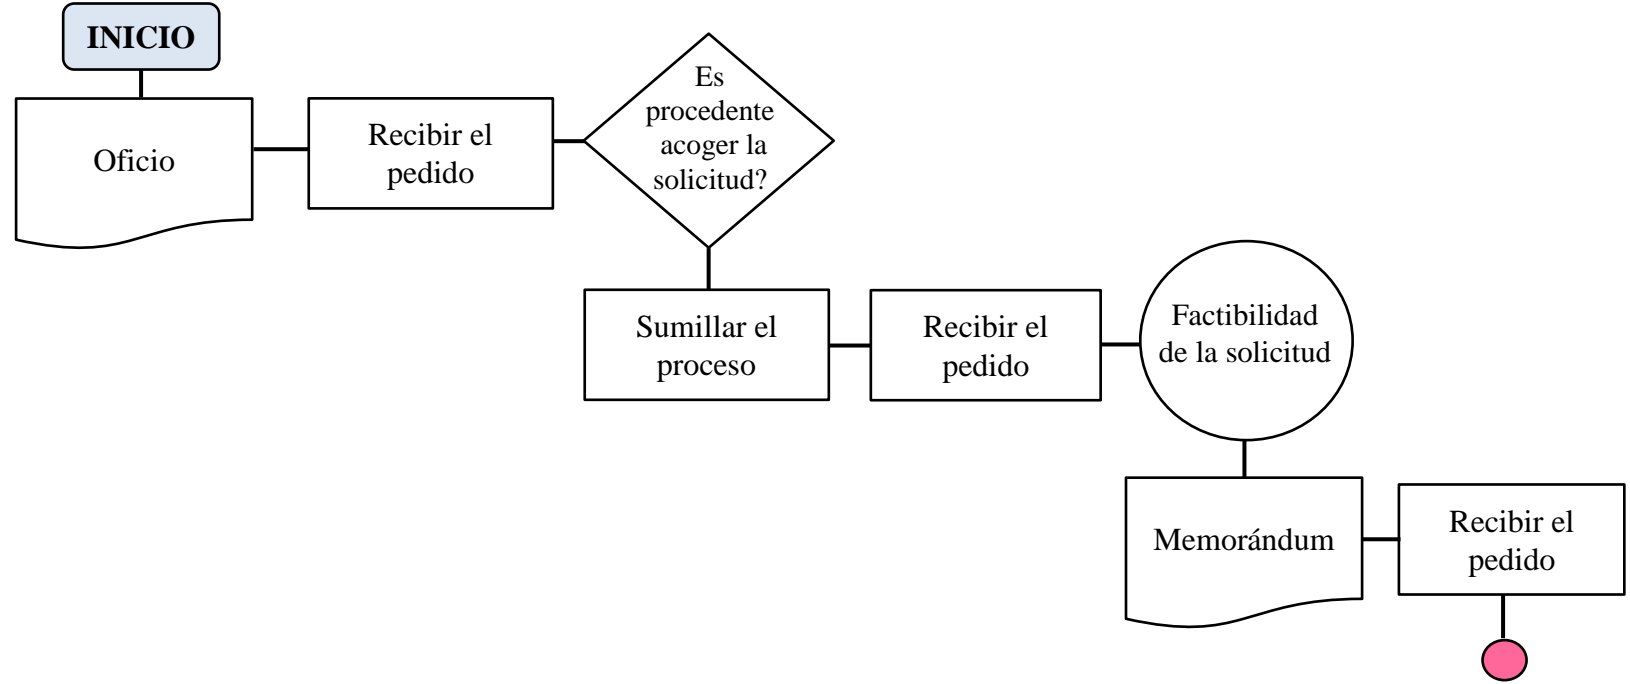 INICIO
Oficio
Recibir el
pedido
Es
procedente
acoger la
solicitud?
Sumillar el
proceso
Recibir el
pedido
Factibilidad
de la solicitud
Memorándum
Recibir el
pedido